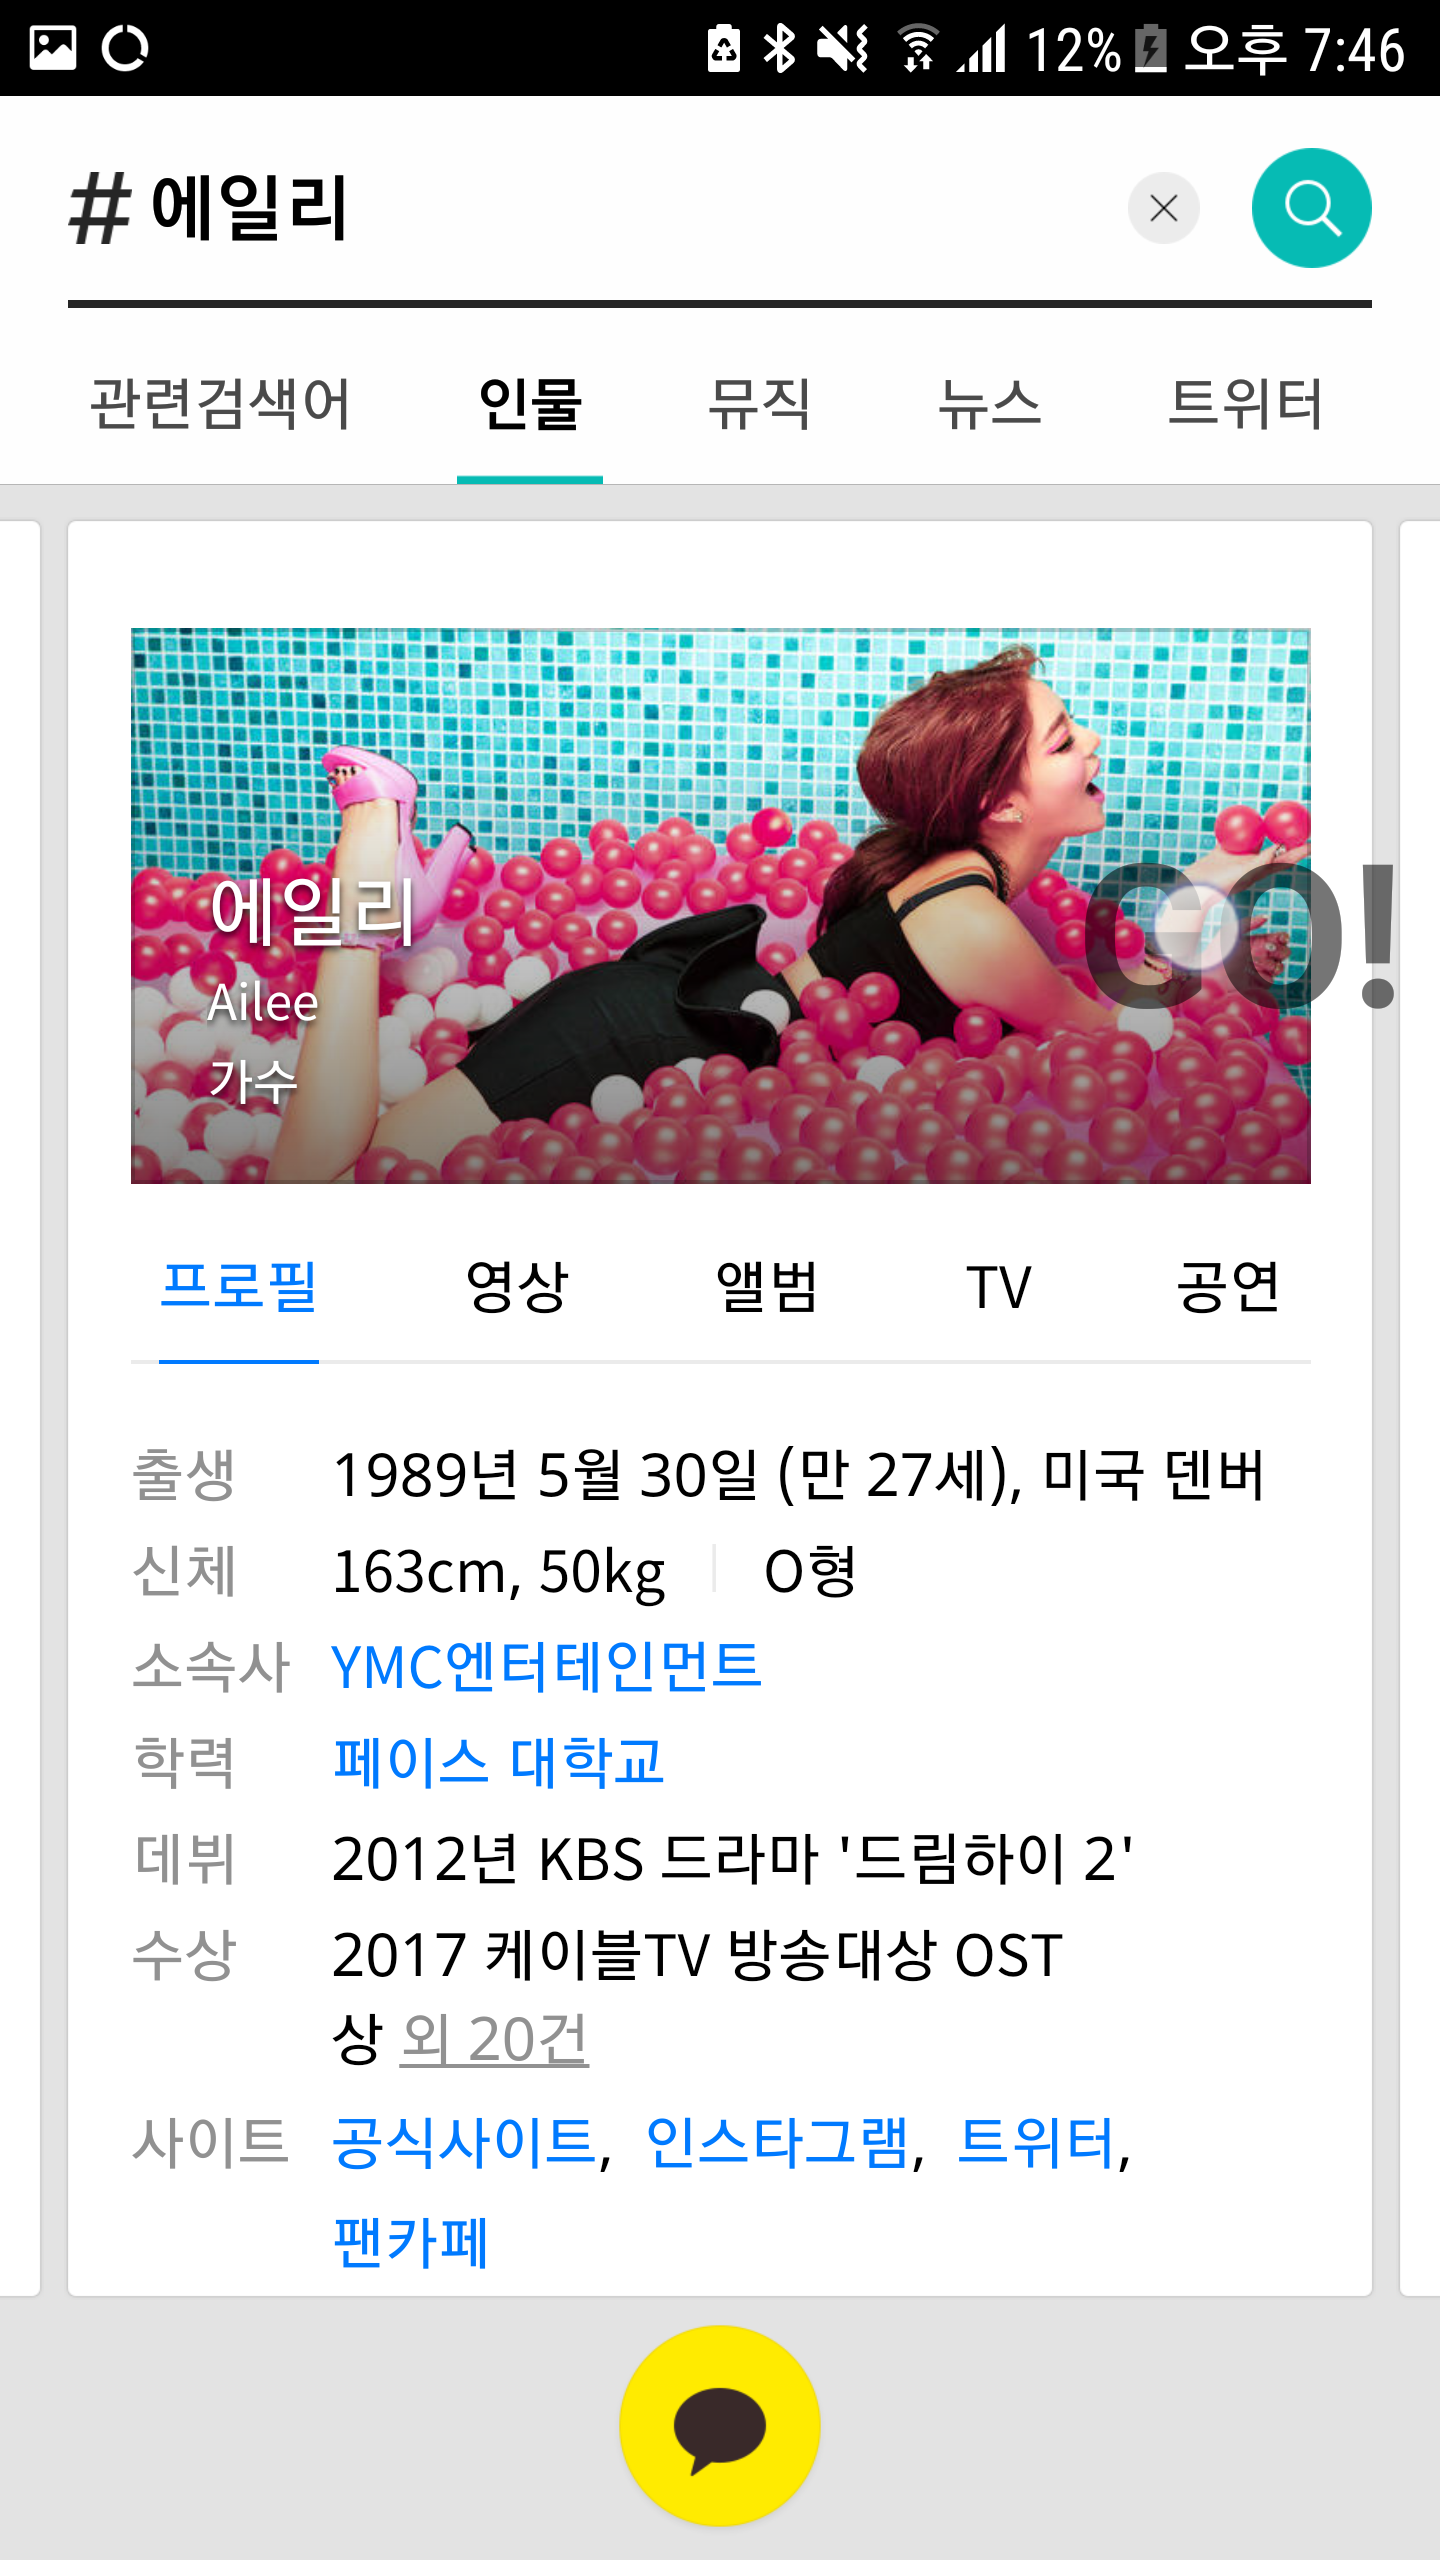 12% 오후 7:46
# 에일리
관련검색어 인물 뮤직 뉴스 트위터
에일리
GO!
Ailee
가수
프로필 영상 앨범 TV 공연
출생 1989년 5월 30일 (만 27세), 미국 덴버
신체 163cm, 50kg | O형
소속사 YMC엔터테인먼트
학력 페이스 대학교
데뷔 2012년 KBS 드라마 '드림하이 2'
수상 2017 케이블TV 방송대상 OST
상 외 20건
사이트 공식사이트, 인스타그램, 트위터,
팬카페